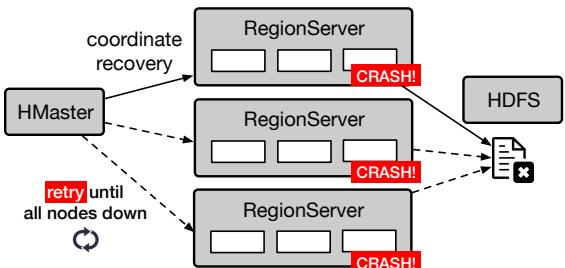 coordinate
recovery
HMaster
retry until
all nodes down
RegionServer
CRASH!
RegionServer
CRASH!
RegionServer
CRASH!
HDFS